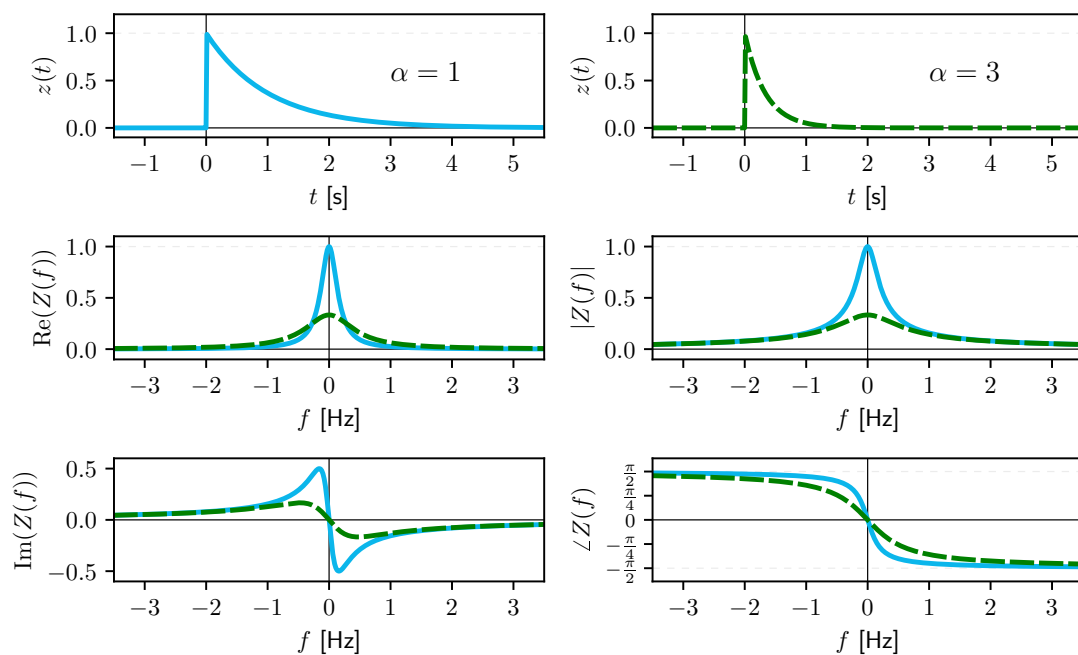 z(t)
1.0
0.5
0.0
α = 1
−1 0 1 2 3 4 5
t [s]
z(t)
1.0
0.5
0.0
α = 3
−1 0 1 2 3 4 5
t [s]
Re(Z(f))
1.0
0.5
0.0
−3 −2 −1 0 1 2 3
f [Hz]
|Z(f)|
1.0
0.5
0.0
−3 −2 −1 0 1 2 3
f [Hz]
Im(Z(f))
0.5
0.0
−0.5
−3 −2 −1 0 1 2 3
f [Hz]
∠Z(f)
π/2
π/4
0
−π/4
−π/2
−3 −2 −1 0 1 2 3
f [Hz]